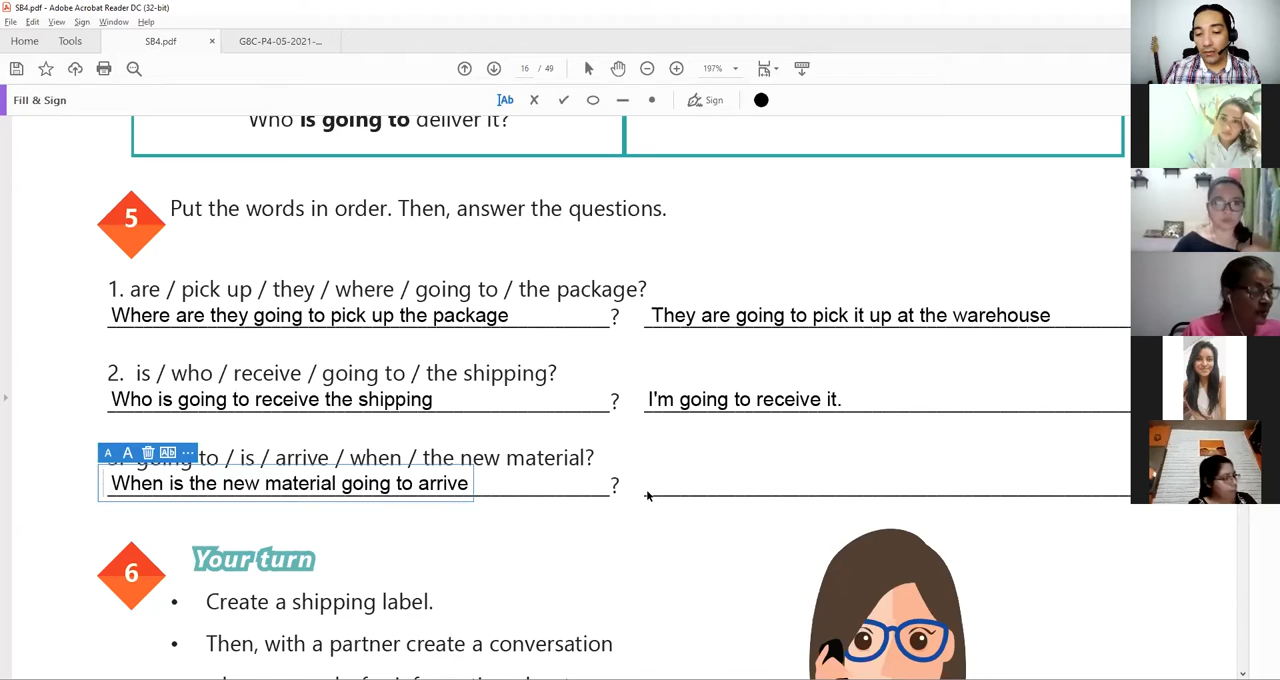 SB4.pdf - Adobe Acrobat Reader DC (32-bit)
File Edit View Sign Window Help
Home Tools SB4.pdf × GBC-P4-05-2021-...
16 / 49 197%
Fill & Sign Ab Sign
Who is going to deliver it?
5 Put the words in order. Then, answer the questions.
1. are / pick up / they / where / going to / the package?
Where are they going to pick up the package ? They are going to pick it up at the warehouse
2. is / who / receive / going to / the shipping?
Who is going to receive the shipping ? I'm going to receive it.
A A AB ...
going to / is / arrive / when / the new material?
When is the new material going to arrive ?
6 Your turn
• Create a shipping label.
• Then, with a partner create a conversation